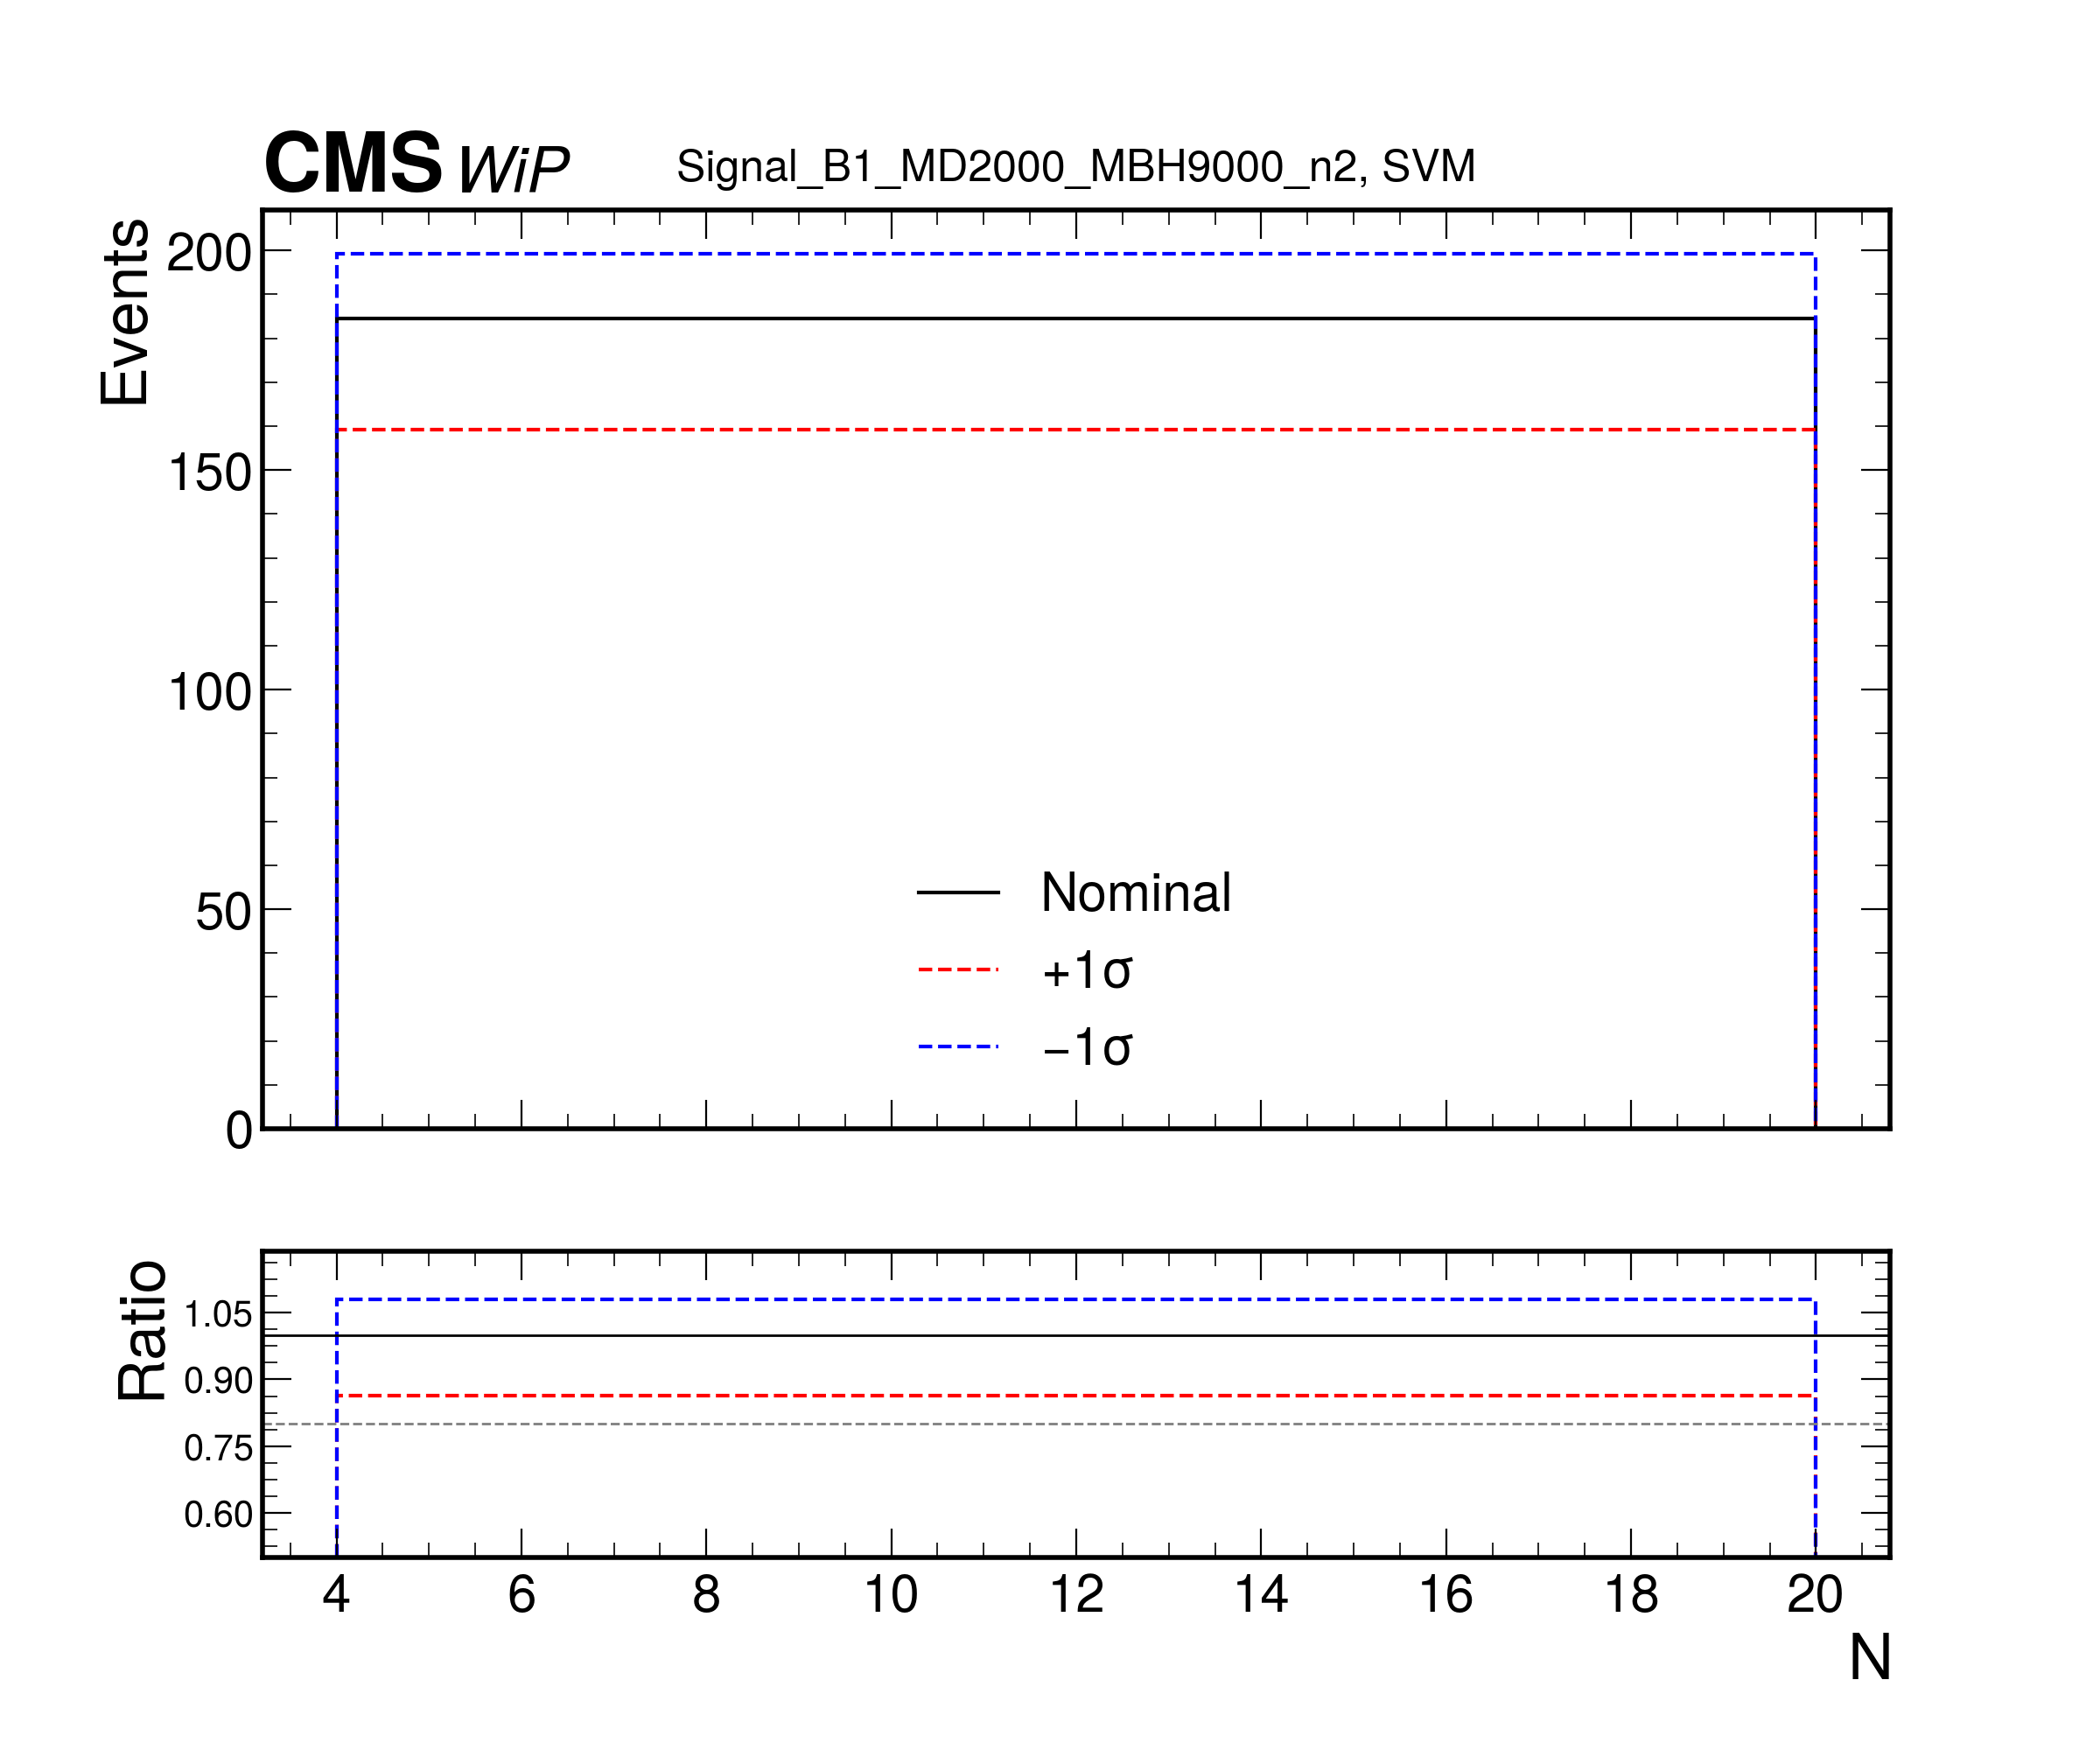 CMS WiP Signal_B1_MD2000_MBH9000_n2, SVM
Events
200
150
100
50
0
Nominal
+1σ
−1σ
Ratio
1.05
0.90
0.75
0.60
4 6 8 10 12 14 16 18 20
N